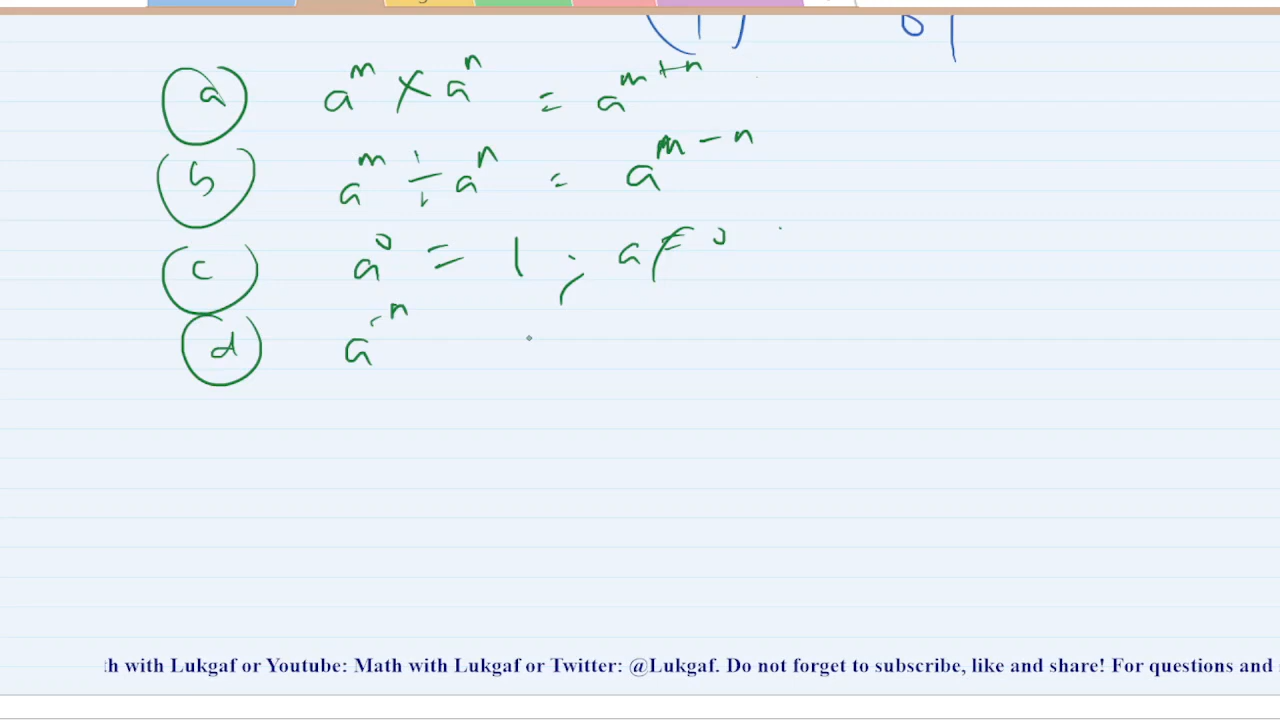 (a) a^m × a^n = a^{m+n}
(b) a^m ÷ a^n = a^{m-n}
(c) a^0 = 1 ; a ≠ 0
(d) a^{-n}
th with Lukgaf or Youtube: Math with Lukgaf or Twitter: @Lukgaf. Do not forget to subscribe, like and share! For questions and